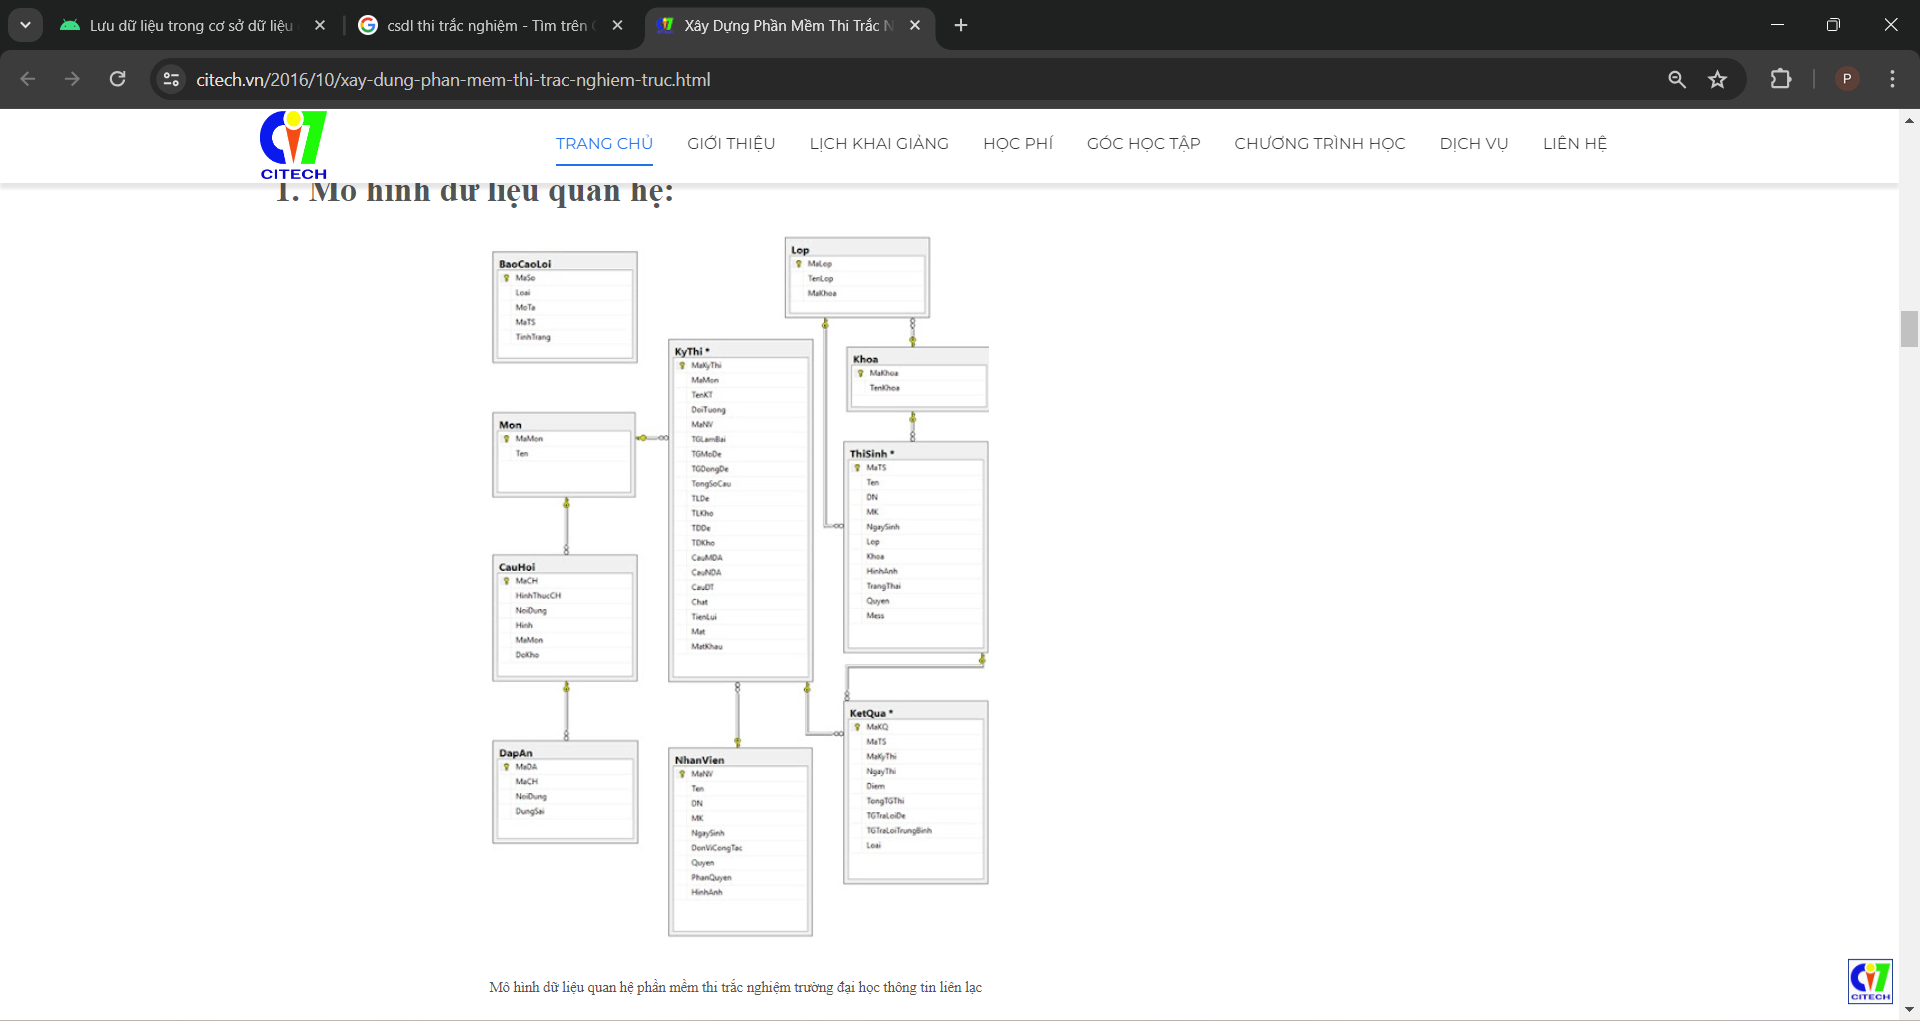 Lưu dữ liệu trong cơ sở dữ liệu
csdl thi trắc nghiệm - Tìm trên
Xây Dựng Phần Mềm Thi Trắc N
citech.vn/2016/10/xay-dung-phan-mem-thi-trac-nghiem-truc.html
P
CITECH
TRANG CHỦ
GIỚI THIỆU
LỊCH KHAI GIẢNG
HỌC PHÍ
GÓC HỌC TẬP
CHƯƠNG TRÌNH HỌC
DỊCH VỤ
LIÊN HỆ
1. Mô hình dữ liệu quan hệ:
BaoCaoLoi
MaSo
Loai
MoTa
MaTS
TinhTrang
Lop
MaLop
TenLop
MaKhoa
KyThi *
MaKyThi
MaMon
TenKT
DoiTuong
MaNV
TGLamBai
TGMoDe
TGDongDe
TongSoCau
TLDe
TLKho
TDDe
TDKho
CauMDA
CauNDA
CauDT
Chat
TienLui
Mat
MatKhau
Khoa
MaKhoa
TenKhoa
Mon
MaMon
Ten
ThiSinh *
MaTS
Ten
DN
MK
NgaySinh
Lop
Khoa
HinhAnh
TrangThai
Quyen
Mess
CauHoi
MaCH
HinhThucCH
NoiDung
Hinh
MaMon
DoKho
DapAn
MaDA
MaCH
NoiDung
DungSai
NhanVien
MaNV
Ten
DN
MK
NgaySinh
DonViCongTac
Quyen
PhanQuyen
HinhAnh
KetQua *
MaKQ
MaTS
MaKyThi
NgayThi
Diem
TongTGThi
TGTraLoiDe
TGTraLoiTrungBinh
Loai
Mô hình dữ liệu quan hệ phần mềm thi trắc nghiệm trường đại học thông tin liên lạc
CITECH